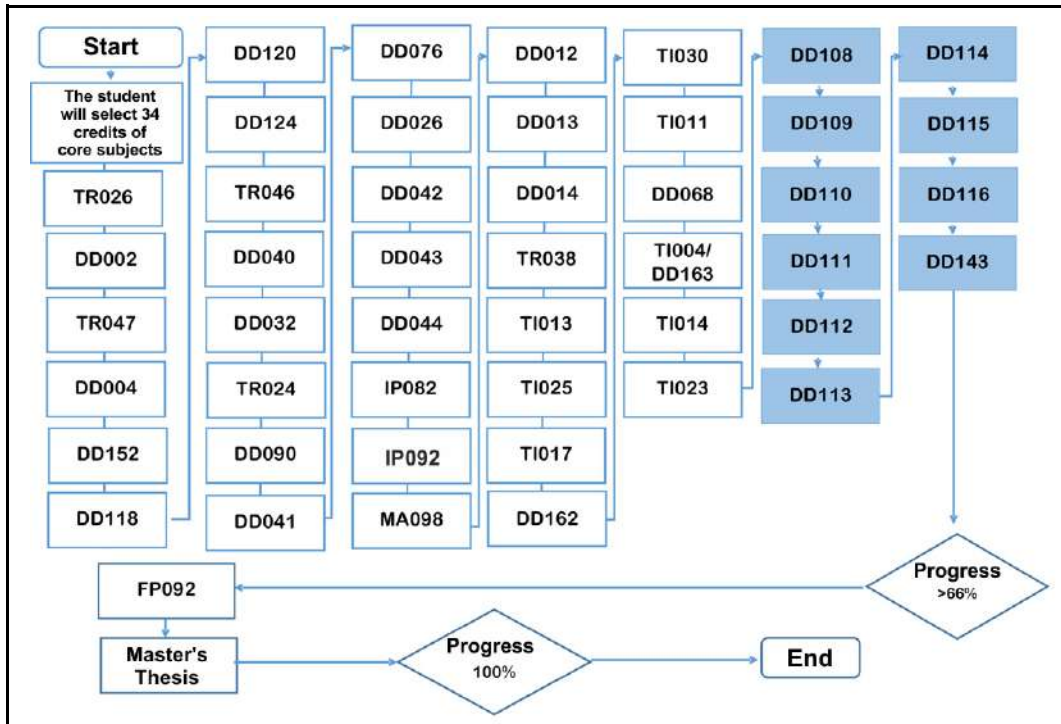 Start
The student
will select 34
credits of
core subjects
TR026
DD002
TR047
DD004
DD152
DD118
DD120
DD124
TR046
DD040
DD032
TR024
DD090
DD041
DD076
DD026
DD042
DD043
DD044
IP082
IP092
MA098
DD012
DD013
DD014
TR038
TI013
TI025
TI017
DD162
TI030
TI011
DD068
TI004/
DD163
TI014
TI023
DD108
DD109
DD110
DD111
DD112
DD113
DD114
DD115
DD116
DD143
Progress
>66%
FP092
Master's
Thesis
Progress
100%
End